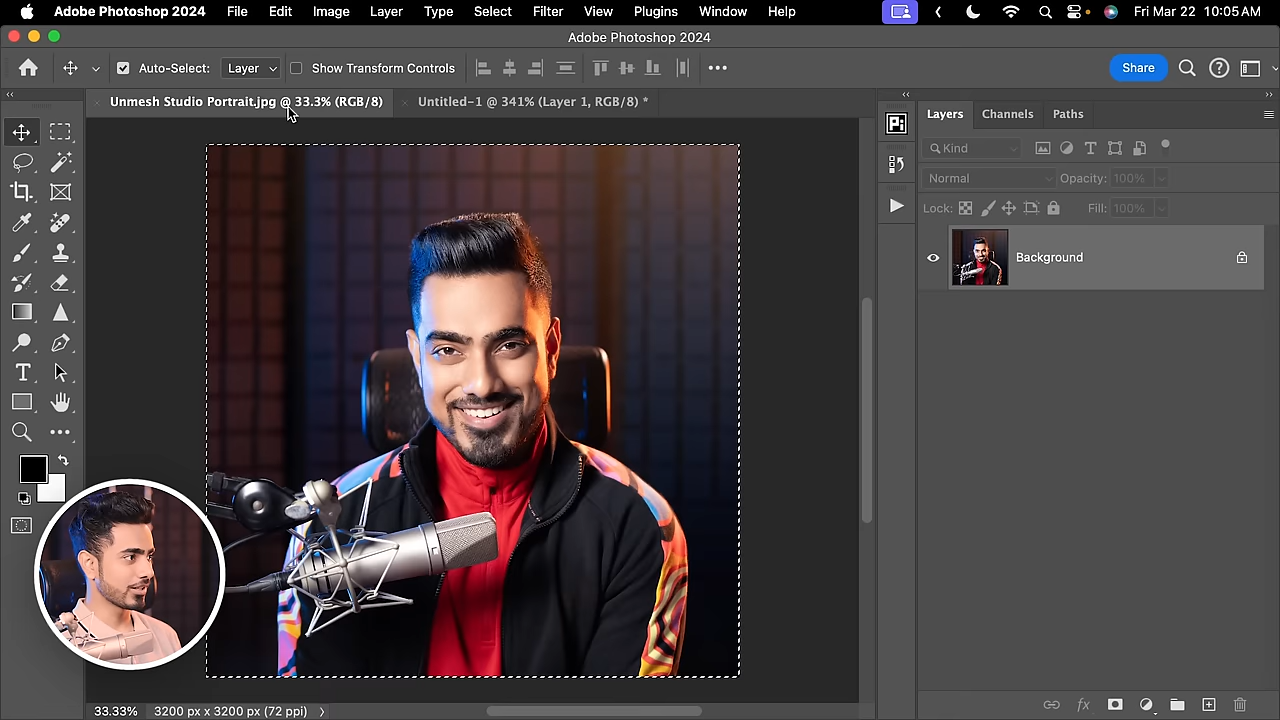 Adobe Photoshop 2024 File Edit Image Layer Type Select Filter View Plugins Window Help Fri Mar 22 10:05 AM
Adobe Photoshop 2024
Auto-Select: Layer Show Transform Controls Share
Unmesh Studio Portrait.jpg @ 33.3% (RGB/8) Untitled-1 @ 341% (Layer 1, RGB/8) *
Layers Channels Paths
Kind
Normal Opacity: 100%
Lock: Fill: 100%
Background
33.33% 3200 px x 3200 px (72 ppi)